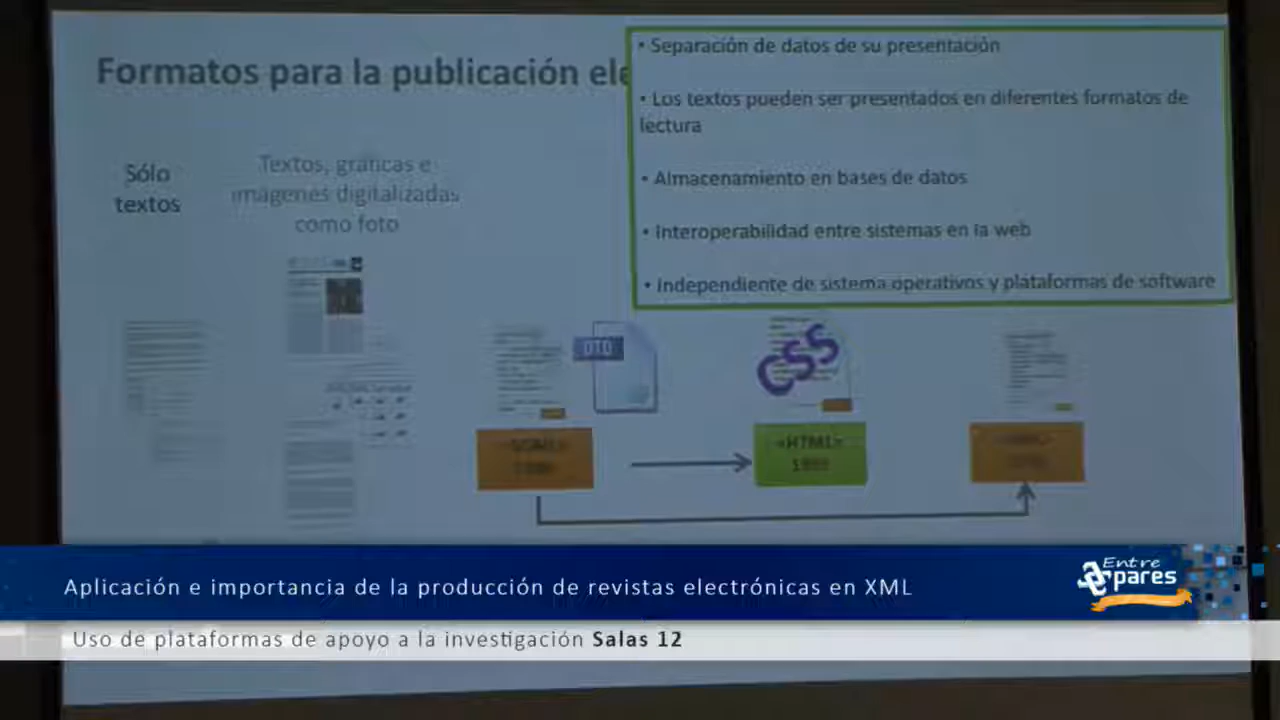 Formatos para la publicación ele
• Separación de datos de su presentación
• Los textos pueden ser presentados en diferentes formatos de
lectura
• Almacenamiento en bases de datos
• Interoperabilidad entre sistemas en la web
• Independiente de sistema operativos y plataformas de software
Sólo
textos
Textos, gráficas e
imágenes digitalizadas
como foto
010
CSS
<HTML>
Aplicación e importancia de la producción de revistas electrónicas en XML
Entre
pares
Uso de plataformas de apoyo a la investigación Salas 12